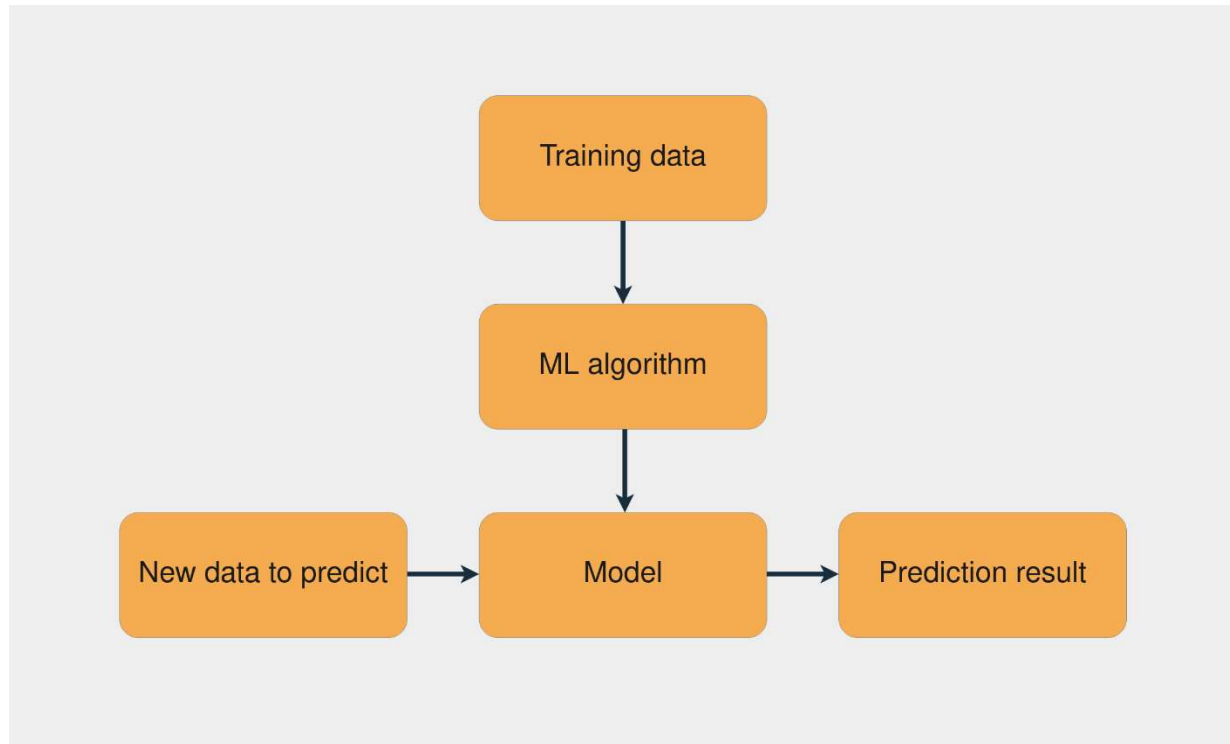 Training data
ML algorithm
New data to predict
Model
Prediction result